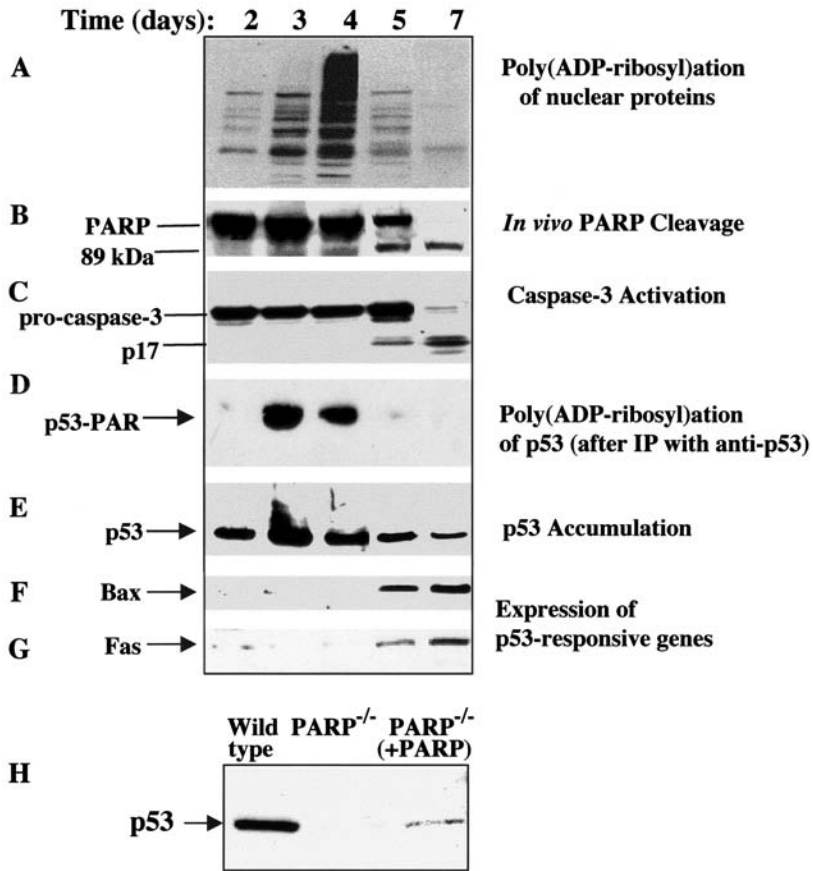 Time (days): 2 3 4 5 7
A
Poly(ADP-ribosyl)ation
of nuclear proteins
B
PARP
89 kDa
In vivo PARP Cleavage
C
pro-caspase-3
p17
Caspase-3 Activation
D
p53-PAR
Poly(ADP-ribosyl)ation
of p53 (after IP with anti-p53)
E
p53
p53 Accumulation
F
Bax
G
Fas
Expression of
p53-responsive genes
Wild type
PARP-/-
PARP-/-
(+PARP)
H
p53